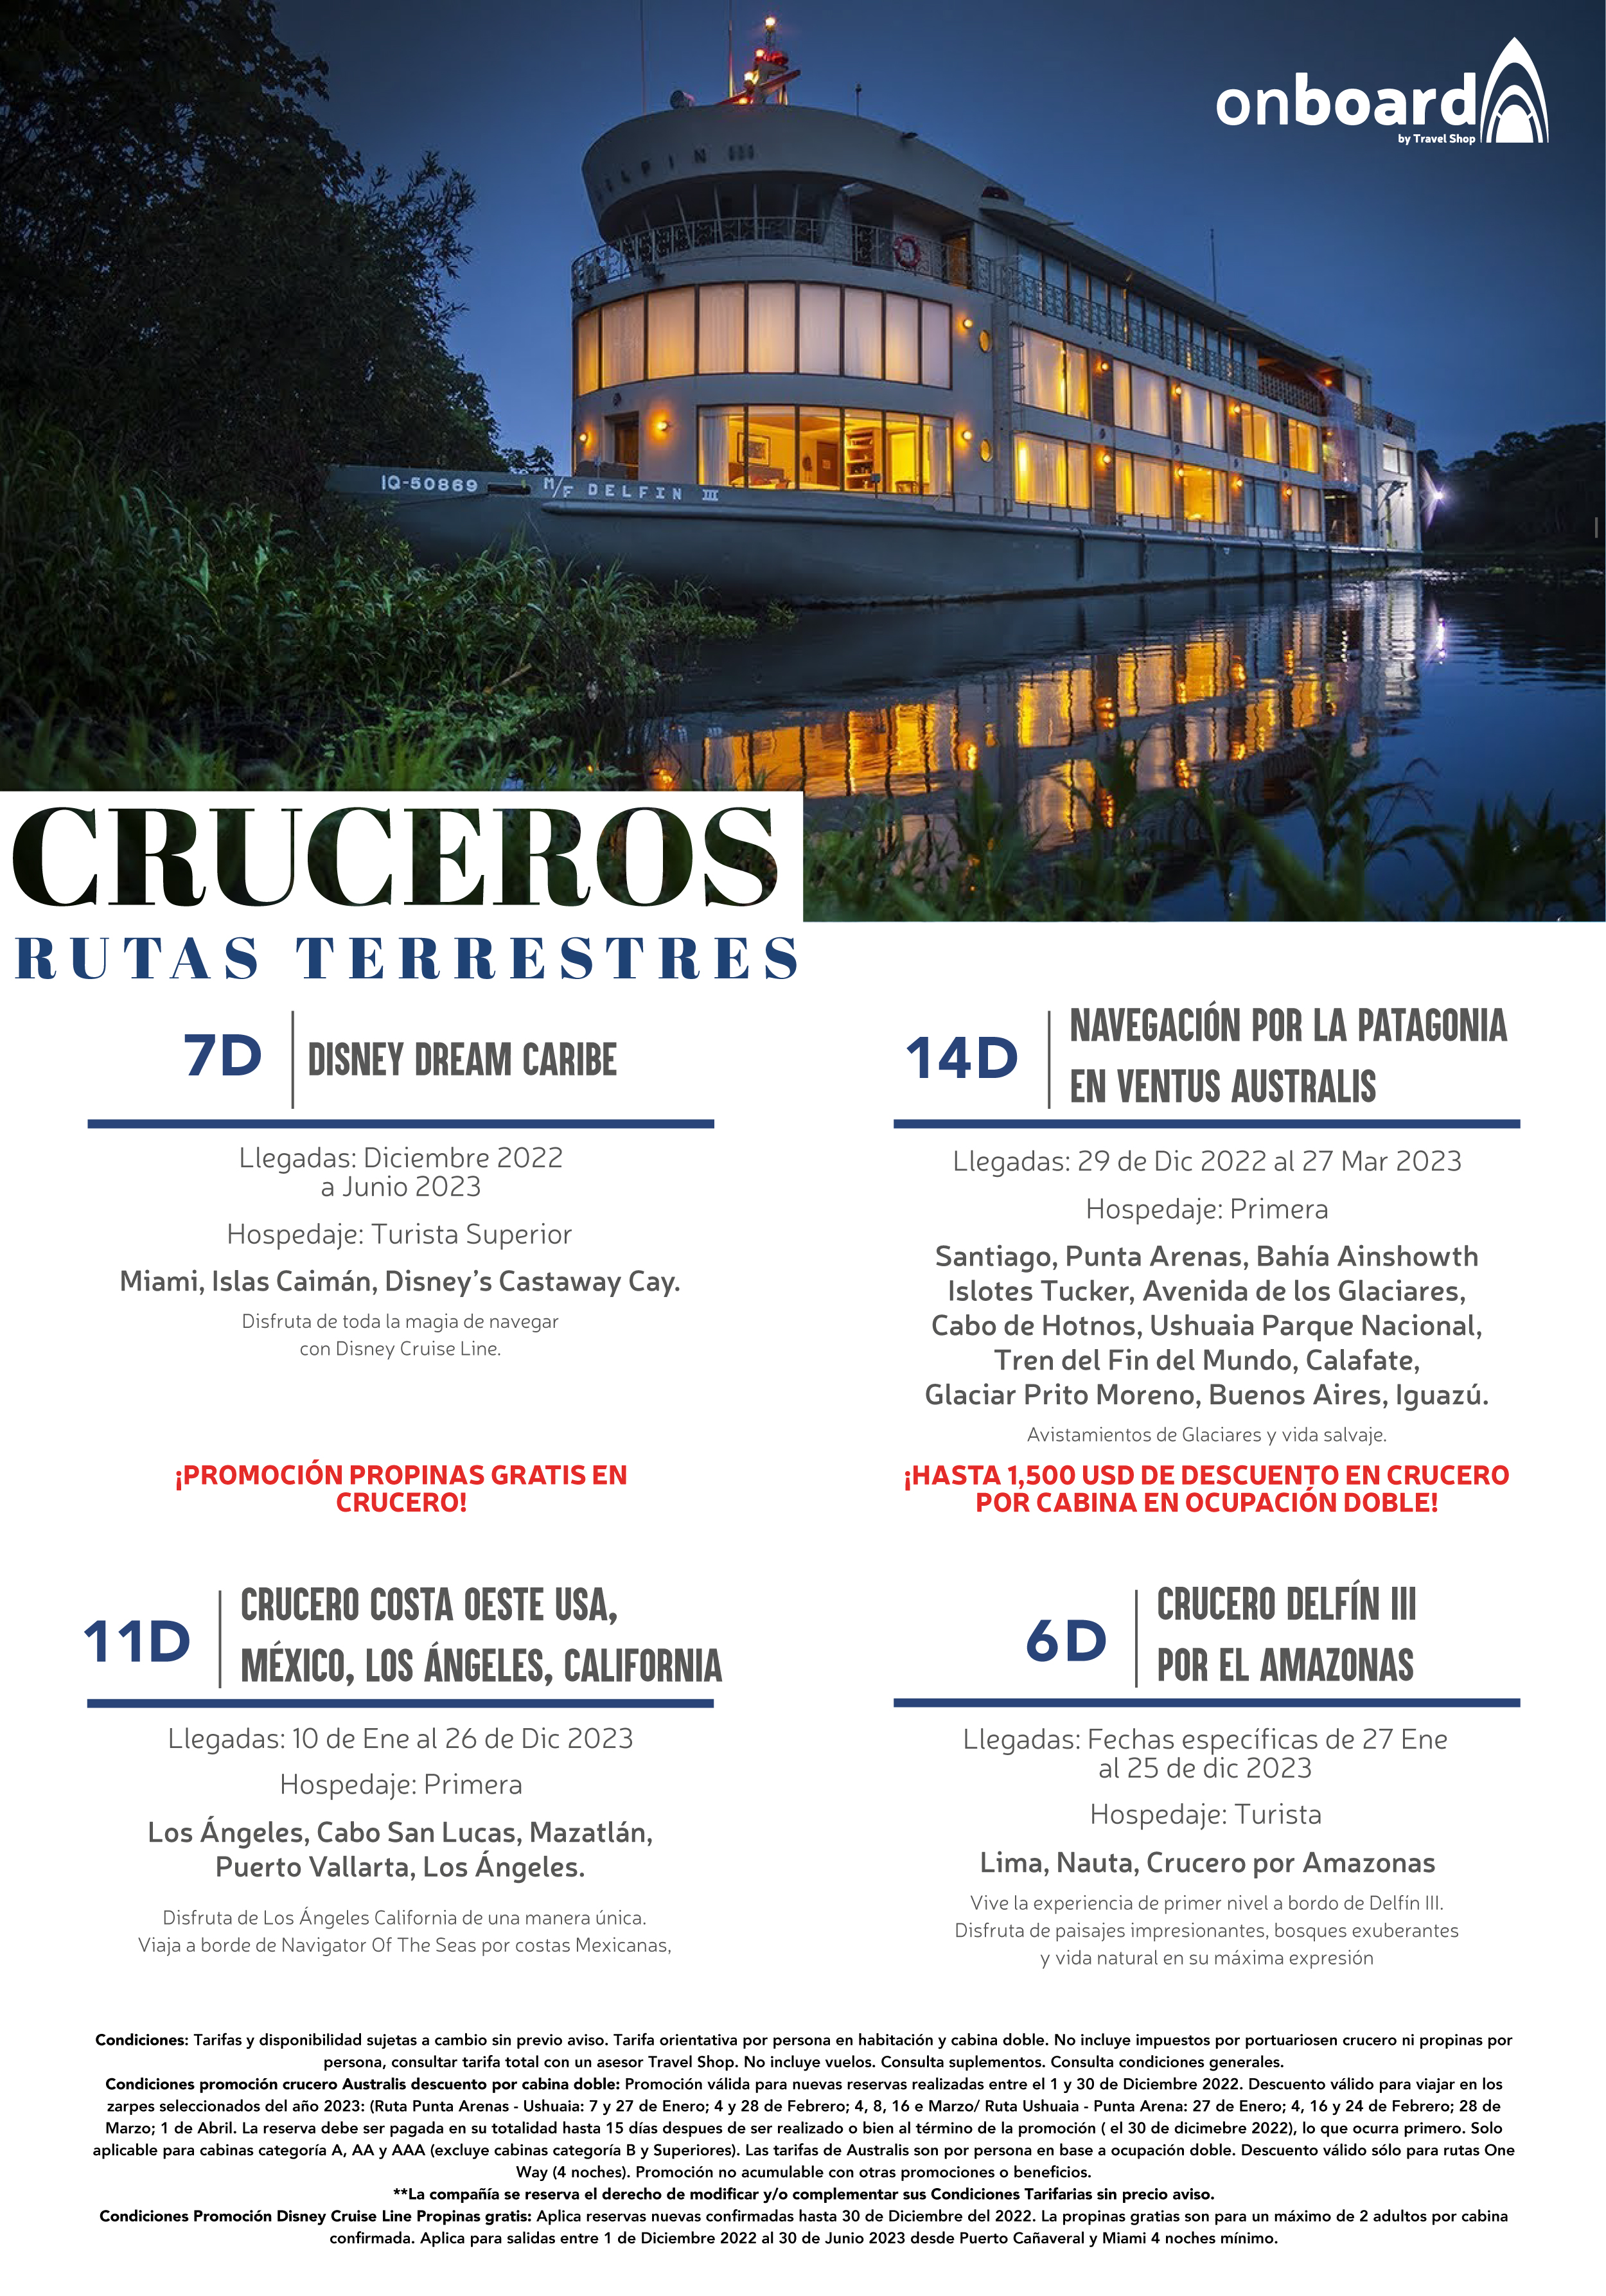 onboard
by Travel Shop
DELFIN III
IQ-50869
M/F DELFIN III
CRUCEROS
RUTAS TERRESTRES
7D
DISNEY DREAM CARIBE
Llegadas: Diciembre 2022
a Junio 2023
Hospedaje: Turista Superior
Miami, Islas Caimán, Disney’s Castaway Cay.
Disfruta de toda la magia de navegar
con Disney Cruise Line.
¡PROMOCIÓN PROPINAS GRATIS EN
CRUCERO!
14D
NAVEGACIÓN POR LA PATAGONIA
EN VENTUS AUSTRALIS
Llegadas: 29 de Dic 2022 al 27 Mar 2023
Hospedaje: Primera
Santiago, Punta Arenas, Bahía Ainshowth
Islotes Tucker, Avenida de los Glaciares,
Cabo de Hotnos, Ushuaia Parque Nacional,
Tren del Fin del Mundo, Calafate,
Glaciar Prito Moreno, Buenos Aires, Iguazú.
Avistamientos de Glaciares y vida salvaje.
¡HASTA 1,500 USD DE DESCUENTO EN CRUCERO
POR CABINA EN OCUPACIÓN DOBLE!
11D
CRUCERO COSTA OESTE USA,
MÉXICO, LOS ÁNGELES, CALIFORNIA
Llegadas: 10 de Ene al 26 de Dic 2023
Hospedaje: Primera
Los Ángeles, Cabo San Lucas, Mazatlán,
Puerto Vallarta, Los Ángeles.
Disfruta de Los Ángeles California de una manera única.
Viaja a borde de Navigator Of The Seas por costas Mexicanas,
6D
CRUCERO DELFÍN III
POR EL AMAZONAS
Llegadas: Fechas específicas de 27 Ene
al 25 de dic 2023
Hospedaje: Turista
Lima, Nauta, Crucero por Amazonas
Vive la experiencia de primer nivel a bordo de Delfín III.
Disfruta de paisajes impresionantes, bosques exuberantes
y vida natural en su máxima expresión
Condiciones: Tarifas y disponibilidad sujetas a cambio sin previo aviso. Tarifa orientativa por persona en habitación y cabina doble. No incluye impuestos por portuariosen crucero ni propinas por
persona, consultar tarifa total con un asesor Travel Shop. No incluye vuelos. Consulta suplementos. Consulta condiciones generales.
Condiciones promoción crucero Australis descuento por cabina doble: Promoción válida para nuevas reservas realizadas entre el 1 y 30 de Diciembre 2022. Descuento válido para viajar en los
zarpes seleccionados del año 2023: (Ruta Punta Arenas - Ushuaia: 7 y 27 de Enero; 4 y 28 de Febrero; 4, 8, 16 e Marzo/ Ruta Ushuaia - Punta Arena: 27 de Enero; 4, 16 y 24 de Febrero; 28 de
Marzo; 1 de Abril. La reserva debe ser pagada en su totalidad hasta 15 días despues de ser realizado o bien al término de la promoción ( el 30 de dicimebre 2022), lo que ocurra primero. Solo
aplicable para cabinas categoría A, AA y AAA (excluye cabinas categoría B y Superiores). Las tarifas de Australis son por persona en base a ocupación doble. Descuento válido sólo para rutas One
Way (4 noches). Promoción no acumulable con otras promociones o beneficios.
**La compañía se reserva el derecho de modificar y/o complementar sus Condiciones Tarifarias sin precio aviso.
Condiciones Promoción Disney Cruise Line Propinas gratis: Aplica reservas nuevas confirmadas hasta 30 de Diciembre del 2022. La propinas gratias son para un máximo de 2 adultos por cabina
confirmada. Aplica para salidas entre 1 de Diciembre 2022 al 30 de Junio 2023 desde Puerto Cañaveral y Miami 4 noches mínimo.